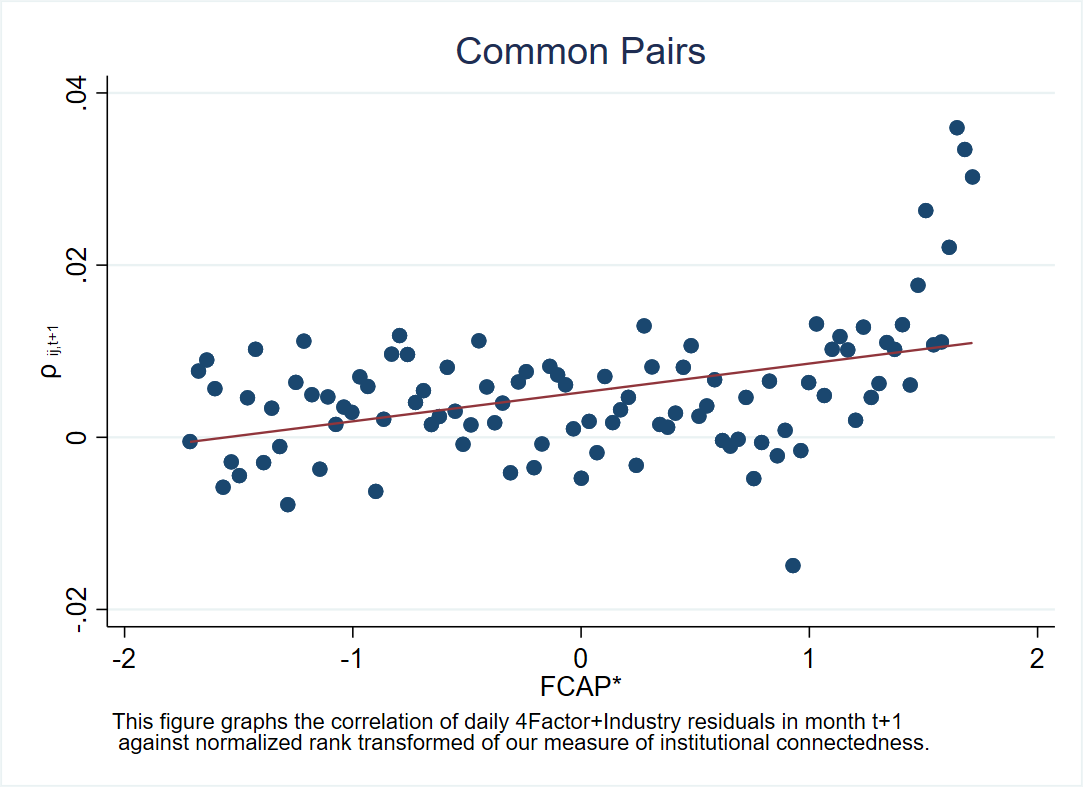 Common Pairs
.04
.02
0
-.02
ρ ij,t+1
-2 -1 0 1 2
FCAP*
This figure graphs the correlation of daily 4Factor+Industry residuals in month t+1
against normalized rank transformed of our measure of institutional connectedness.